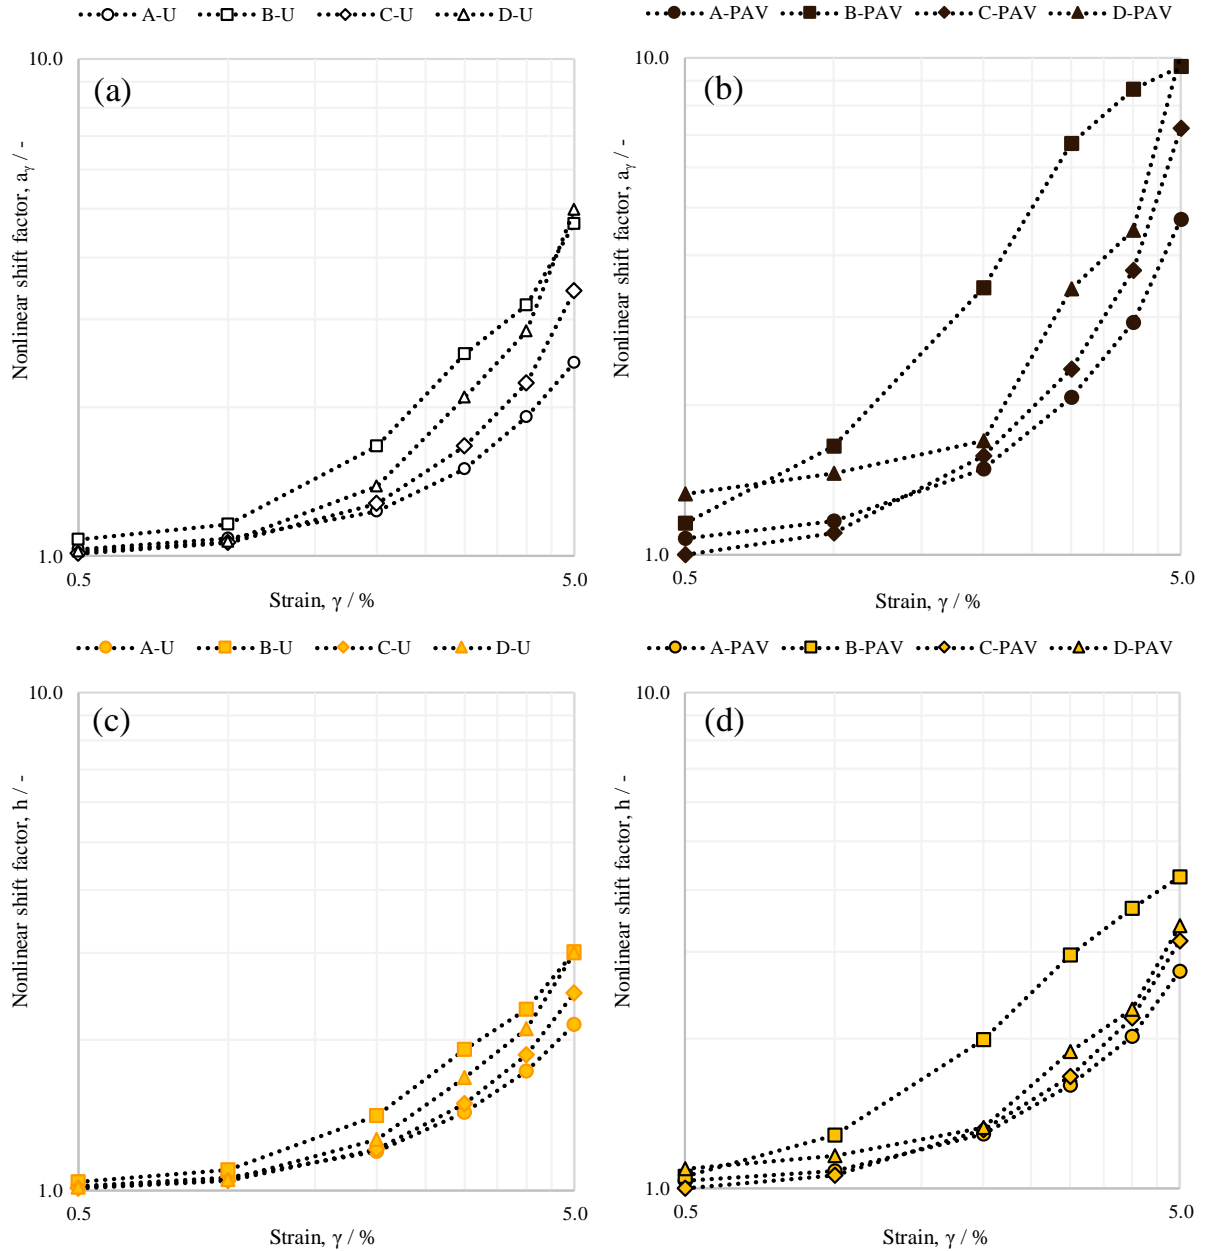 A-U B-U C-U D-U
A-PAV B-PAV C-PAV D-PAV
10.0
(a)
Nonlinear shift factor, aγ / -
1.0
0.5
5.0
Strain, γ / %
10.0
(b)
Nonlinear shift factor, aγ / -
1.0
0.5
5.0
Strain, γ / %
A-U B-U C-U D-U
A-PAV B-PAV C-PAV D-PAV
10.0
(c)
Nonlinear shift factor, h / -
1.0
0.5
5.0
Strain, γ / %
10.0
(d)
Nonlinear shift factor, h / -
1.0
0.5
5.0
Strain, γ / %